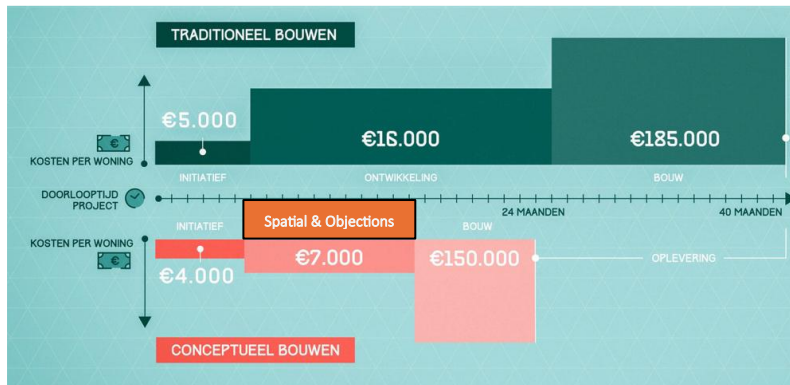 TRADITIONEEL BOUWEN
€5.000
€16.000
€185.000
€
KOSTEN PER WONING
INITIATIEF
ONTWIKKELING
BOUW
DOORLOOPTIJD
PROJECT
24 MAANDEN
40 MAANDEN
INITIATIEF
Spatial & Objections
BOUW
KOSTEN PER WONING
€
€4.000
€7.000
€150.000
OPLEVERING
CONCEPTUEEL BOUWEN